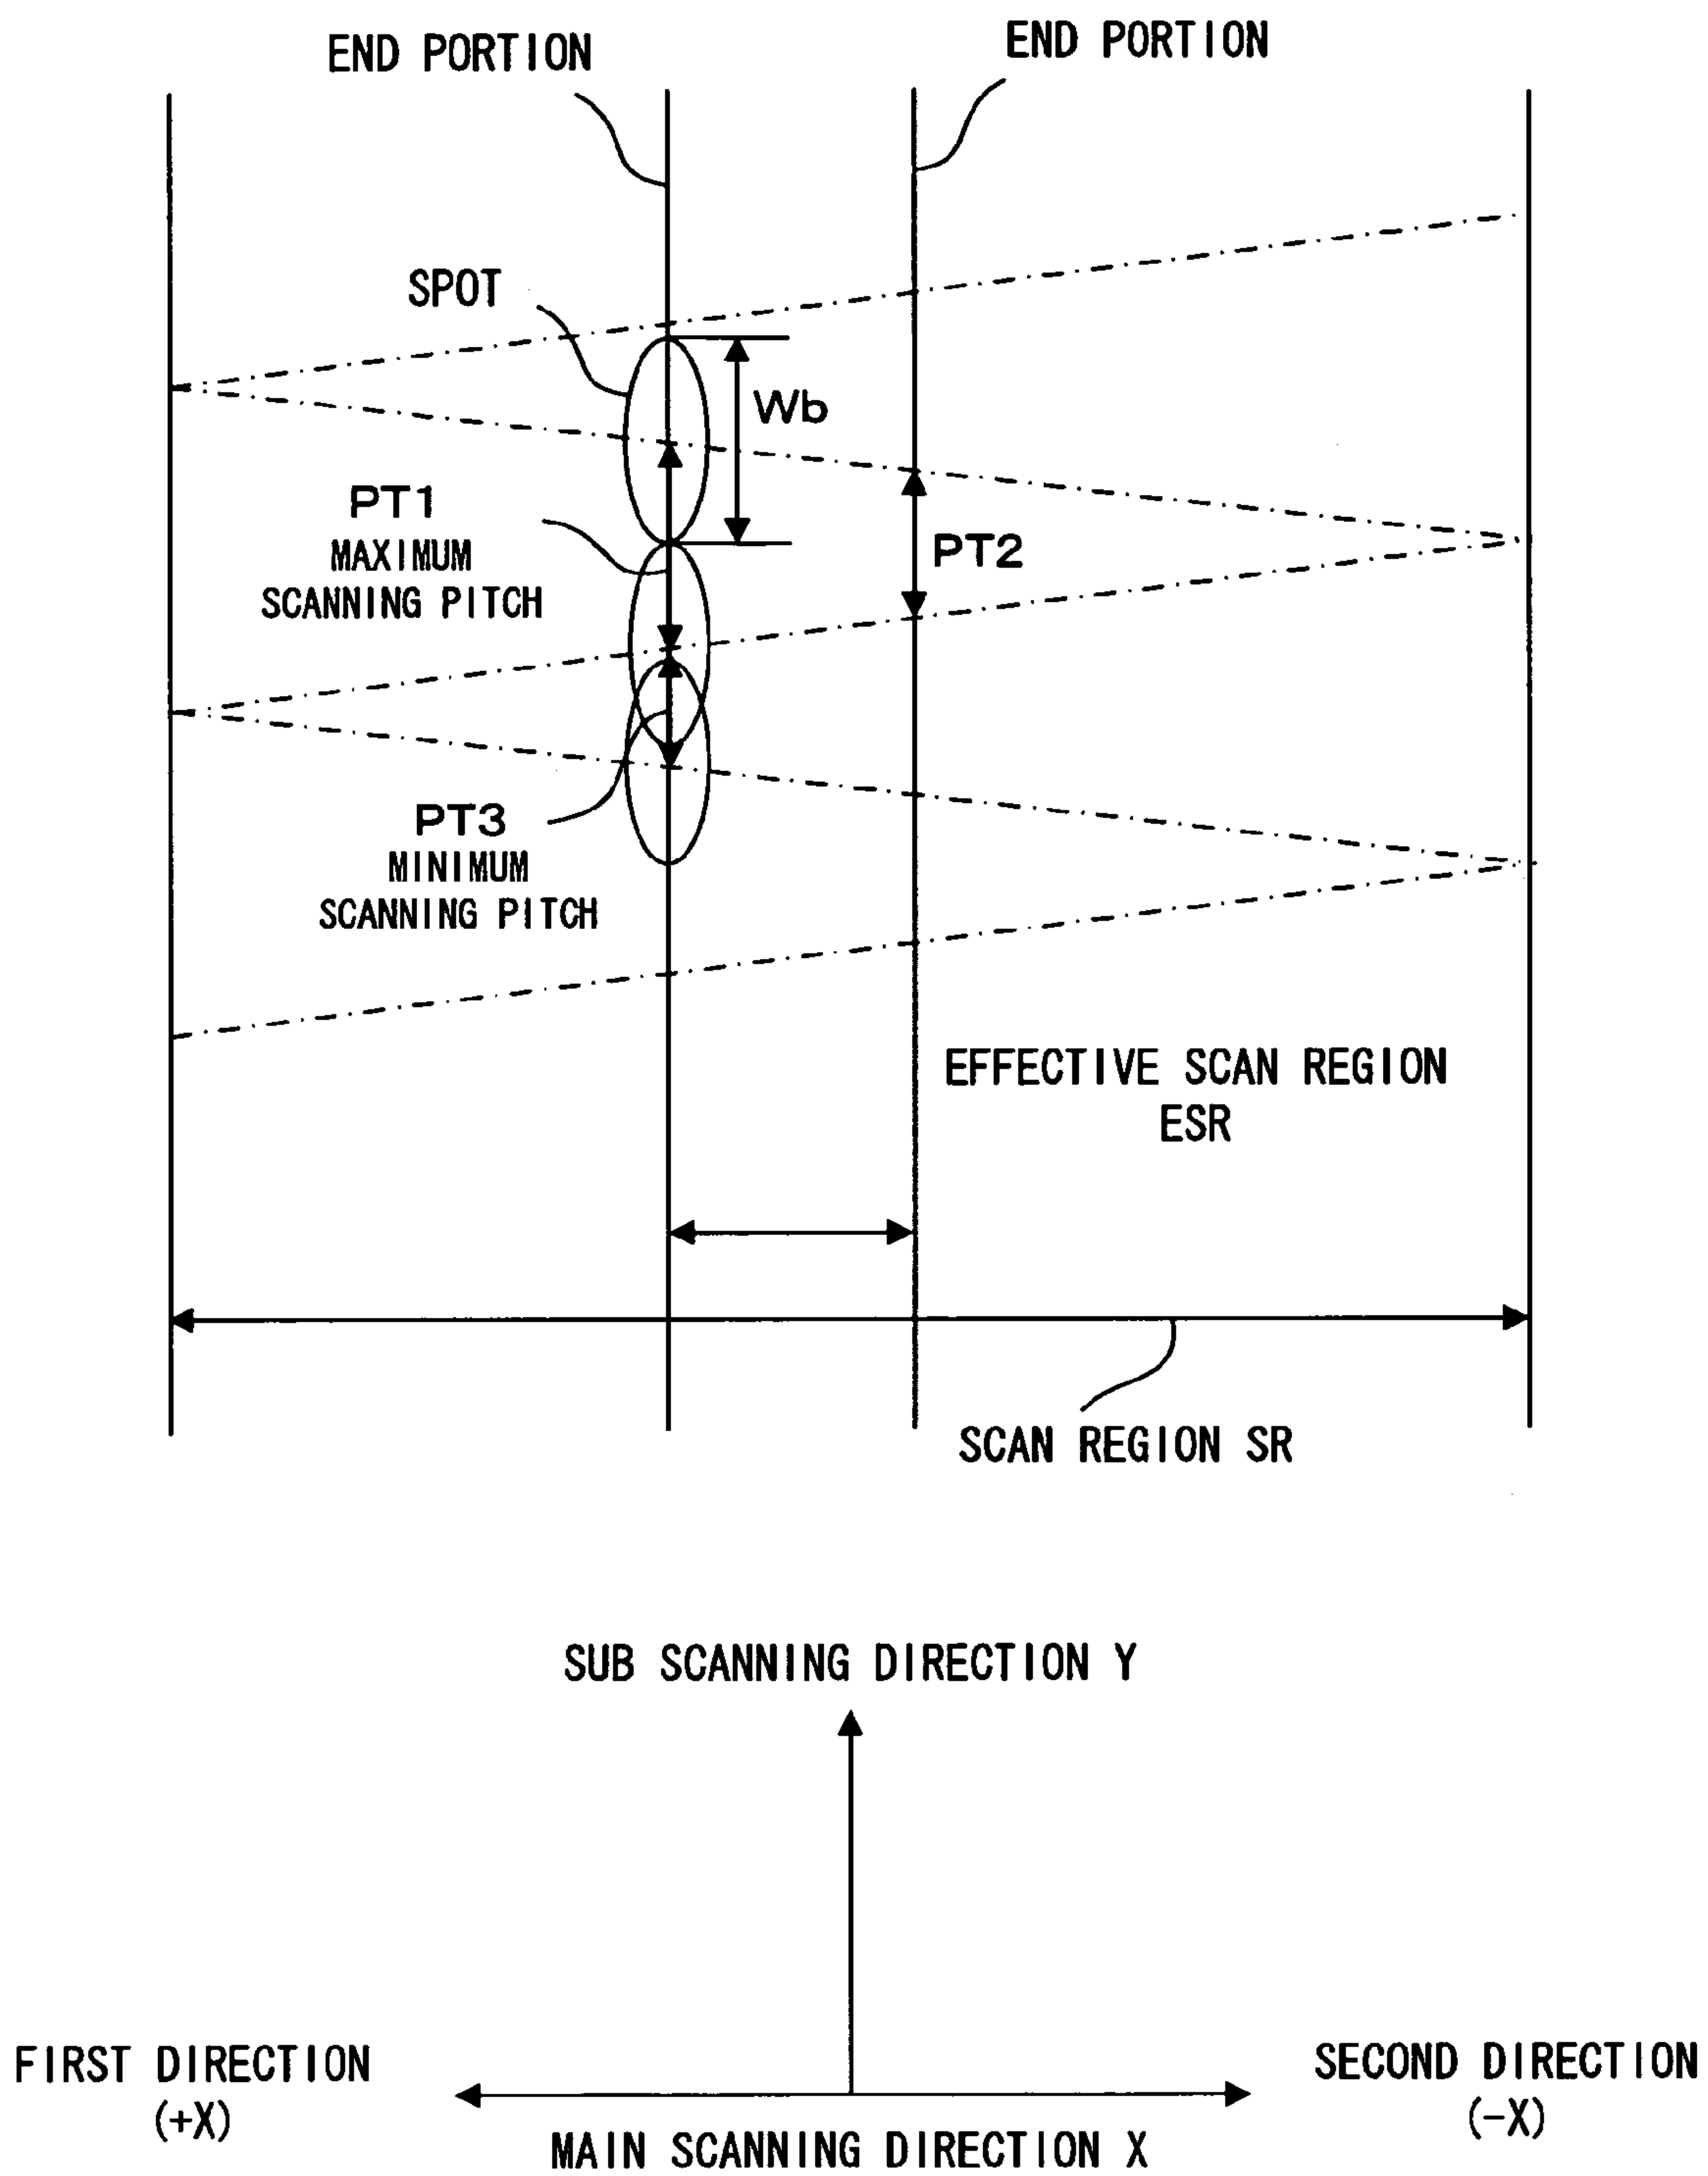 END PORTION
END PORTION
SPOT
Wb
PT1
MAXIMUM
SCANNING PITCH
PT2
PT3
MINIMUM
SCANNING PITCH
EFFECTIVE SCAN REGION
ESR
SCAN REGION SR
SUB SCANNING DIRECTION Y
FIRST DIRECTION
(+X)
SECOND DIRECTION
(-X)
MAIN SCANNING DIRECTION X